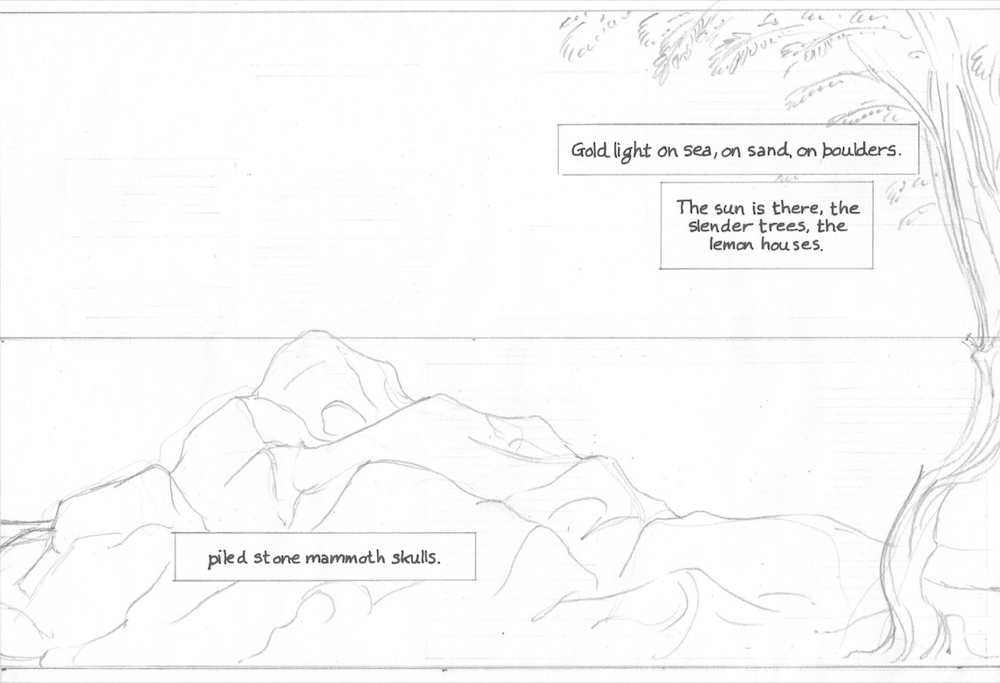 Gold light on sea, on sand, on boulders.
The sun is there, the
slender trees, the
lemon houses.
piled stone mammoth skulls.